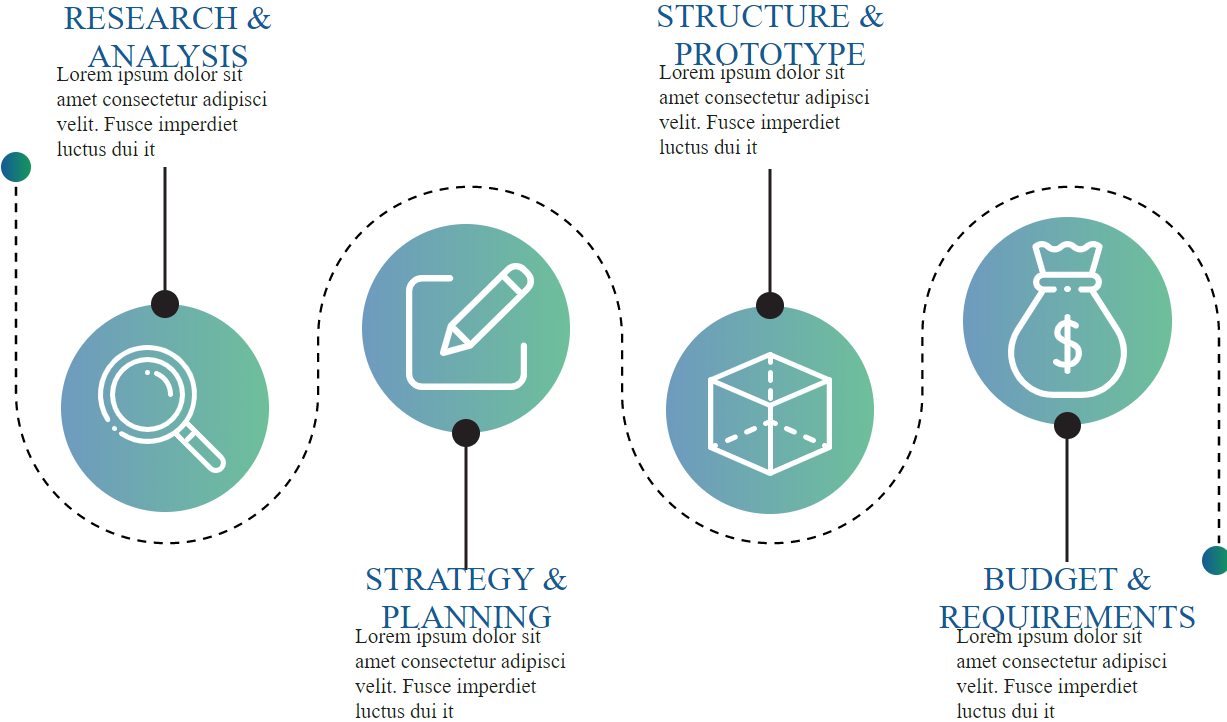 RESEARCH &
ANALYSIS
Lorem ipsum dolor sit
amet consectetur adipisci
velit. Fusce imperdiet
luctus dui it
STRATEGY &
PLANNING
Lorem ipsum dolor sit
amet consectetur adipisci
velit. Fusce imperdiet
luctus dui it
STRUCTURE &
PROTOTYPE
Lorem ipsum dolor sit
amet consectetur adipisci
velit. Fusce imperdiet
luctus dui it
$
BUDGET &
REQUIREMENTS
Lorem ipsum dolor sit
amet consectetur adipisci
velit. Fusce imperdiet
luctus dui it